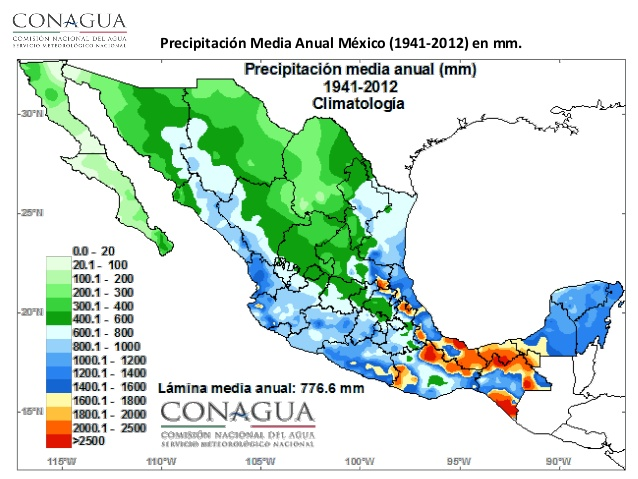 CONAGUA
COMISIÓN NACIONAL DEL AGUA
SERVICIO METEOROLÓGICO NACIONAL
Precipitación Media Anual México (1941-2012) en mm.
Precipitación media anual (mm)
1941-2012
Climatología
30°N
25°N
20°N
15°N
0.0 - 20
20.1 - 100
100.1 - 200
200.1 - 300
300.1 - 400
400.1 - 600
600.1 - 800
800.1 - 1000
1000.1 - 1200
1200.1 - 1400
1400.1 - 1600
1600.1 - 1800
1800.1 - 2000
2000.1 - 2500
>2500
Lámina media anual: 776.6 mm
CONAGUA
COMISIÓN NACIONAL DEL AGUA
SERVICIO METEOROLÓGICO NACIONAL
115°W 110°W 105°W 100°W 95°W 90°W